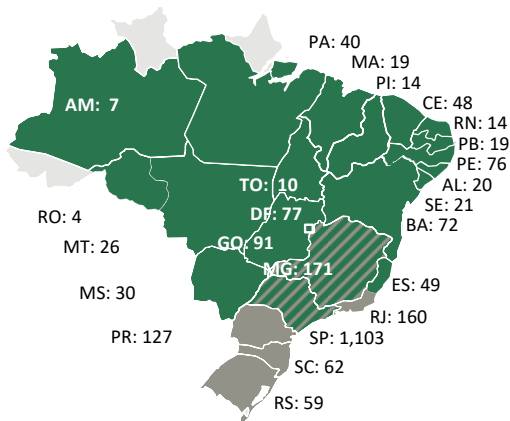 PA: 40
MA: 19
PI: 14
AM: 7
CE: 48
RN: 14
PB: 19
PE: 76
TO: 10
AL: 20
SE: 21
RO: 4
DF: 77
BA: 72
MT: 26
GO: 91
MG: 171
MS: 30
ES: 49
RJ: 160
PR: 127
SP: 1,103
SC: 62
RS: 59